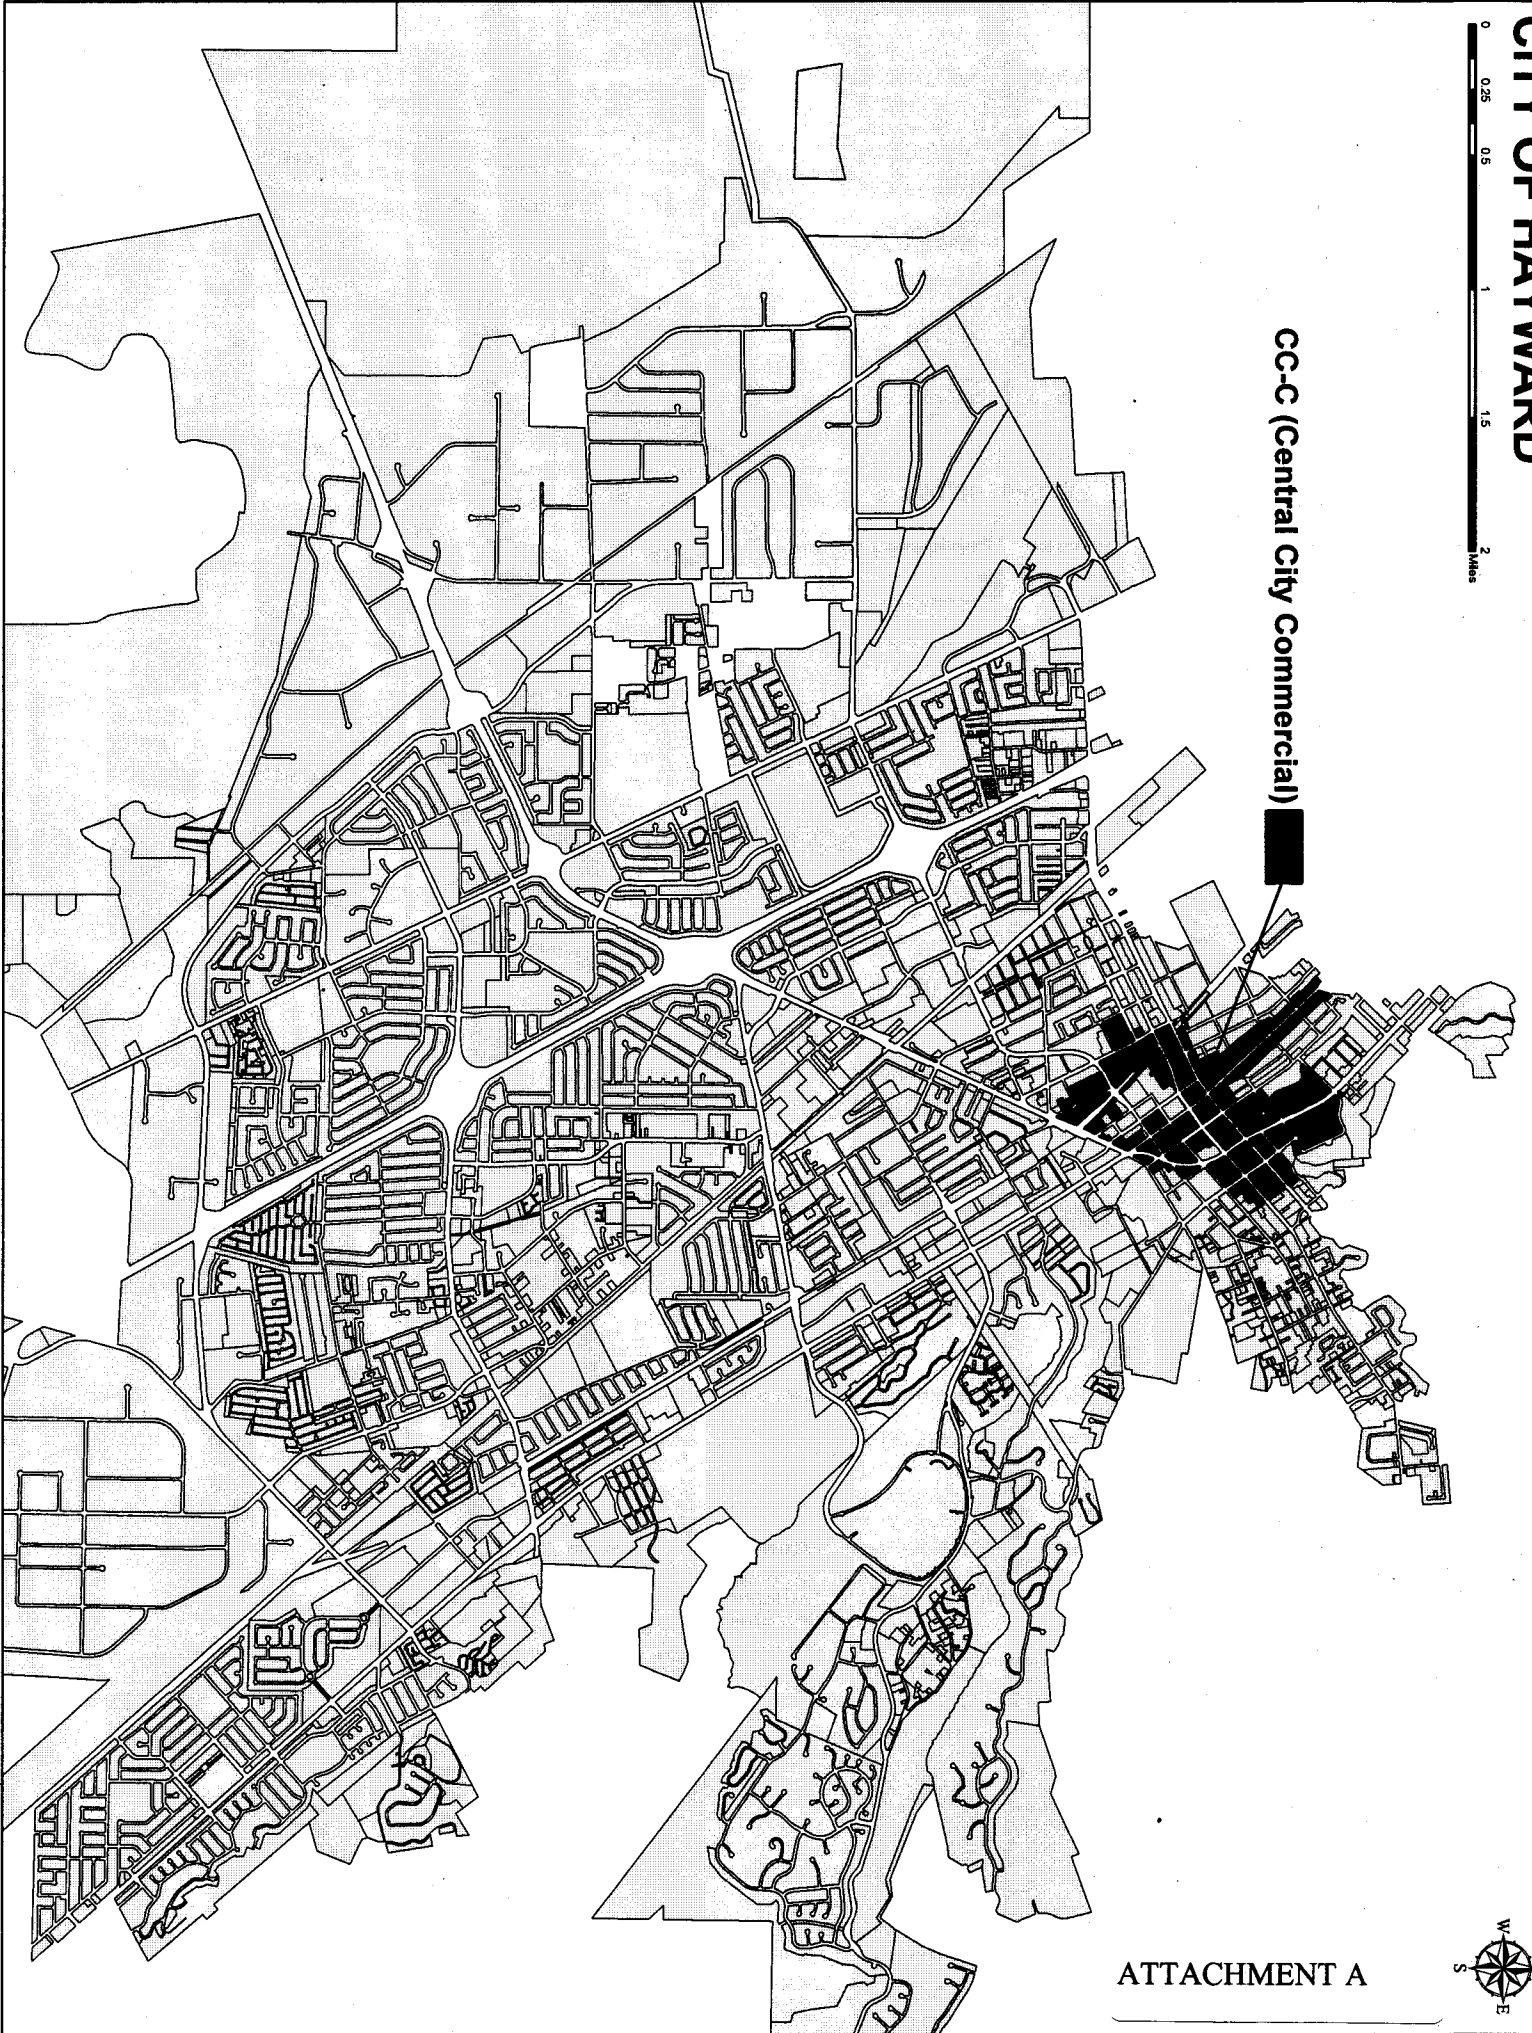 CITY OF HAYWARD
0 0.25 0.5 1 1.5 2 Miles
CC-C (Central City Commercial)
W
S
E
ATTACHMENT A